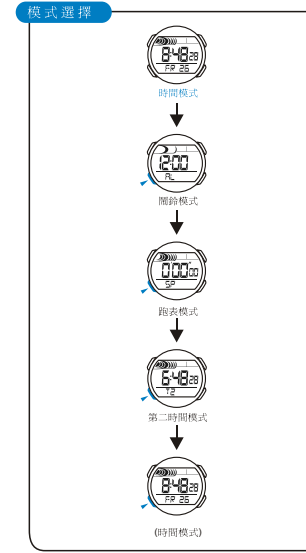 模式選擇
8:48 28
FR 26
時間模式
12:00
AL
鬧鈴模式
0:00 00
SP
跑表模式
6:48 28
T2
第二時間模式
8:48 28
FR 26
(時間模式)